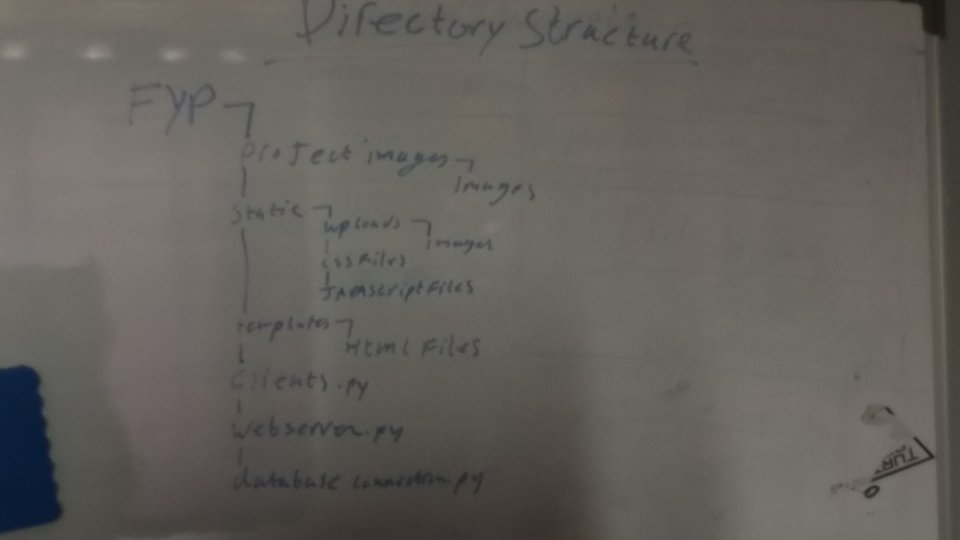 Directory Structure
FYP
Project images
Images
Static
uploads
Images
css Files
Javascript Files
templates
Html Files
Clients.py
Webserver.py
database connection.py
TUR